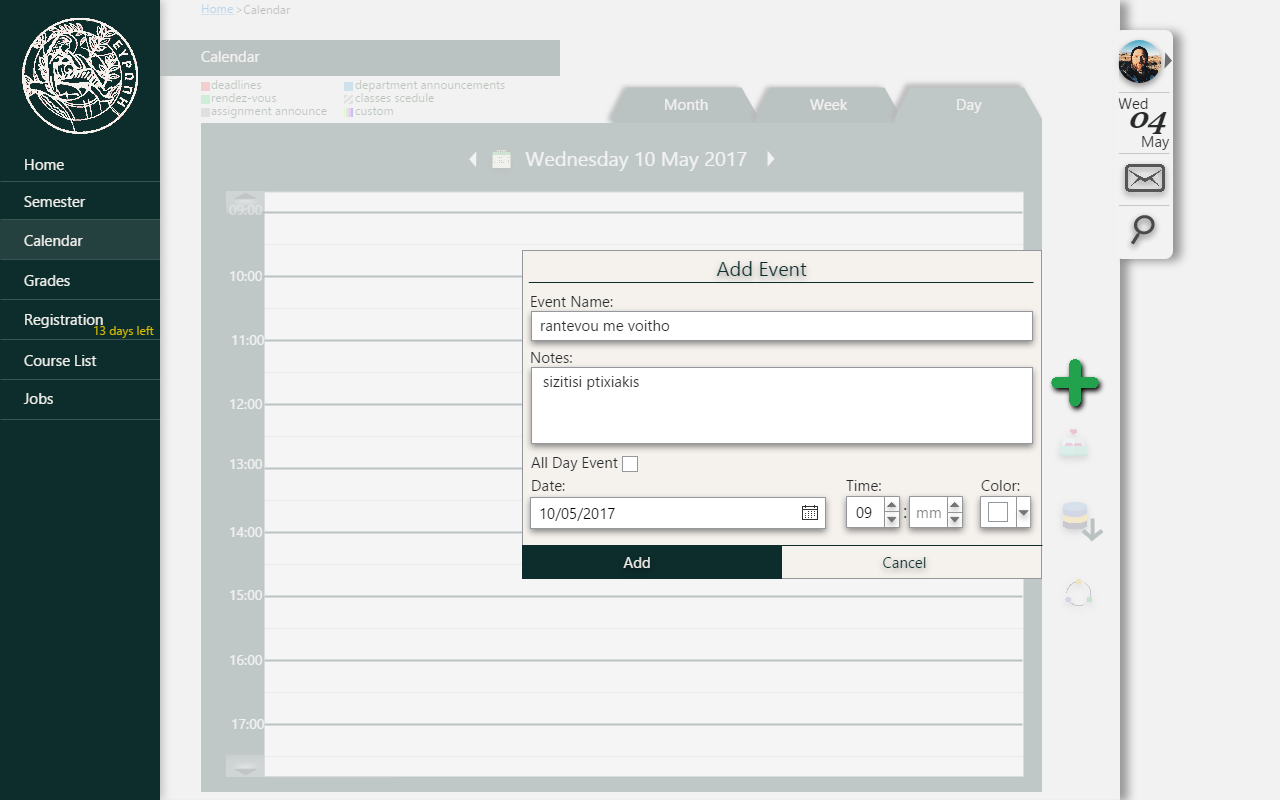 ΕΥΡΩΠΗ
Home
Semester
Calendar
Grades
Registration
13 days left
Course List
Jobs
Home >Calendar
Calendar
deadlines
department announcements
rendez-vous
classes scedule
assignment announce
custom
Month
Week
Day
Wednesday 10 May 2017
09:00
10:00
11:00
12:00
13:00
14:00
15:00
16:00
17:00
Add Event
Event Name:
rantevou me voitho
Notes:
sizitisi ptixiakis
All Day Event
Date:
Time:
Color:
10/05/2017
09
:
mm
Add
Cancel
Wed
04
May